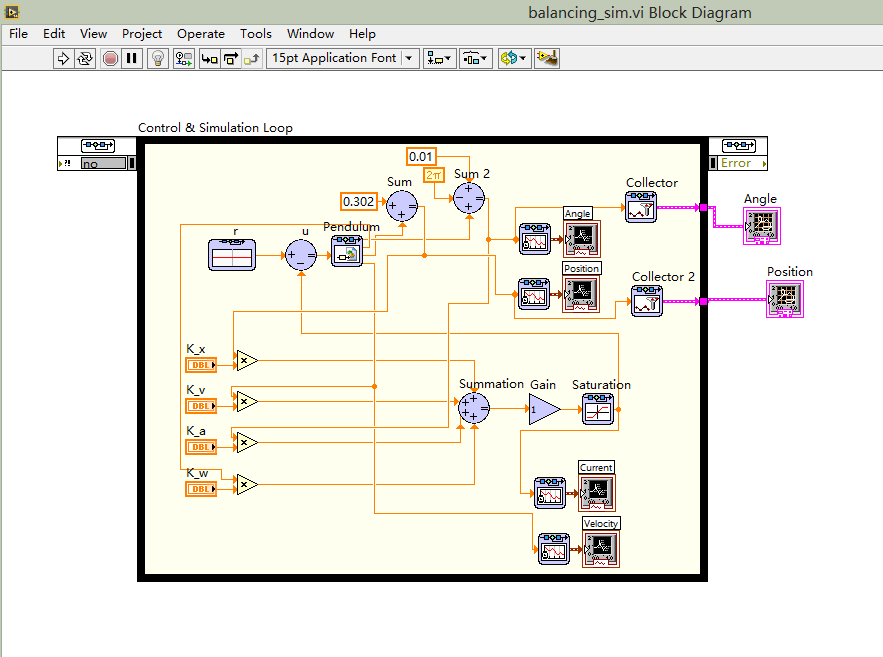 balancing_sim.vi Block Diagram
File Edit View Project Operate Tools Window Help
15pt Application Font
Control & Simulation Loop
no
Error
0.01
2π
Sum
Sum 2
0.302
Collector
Angle
Angle
r
u
Pendulum
Position
Collector 2
Position
K_x
DBL
K_v
DBL
K_a
DBL
K_w
DBL
Summation
Gain
1
Saturation
Current
Velocity